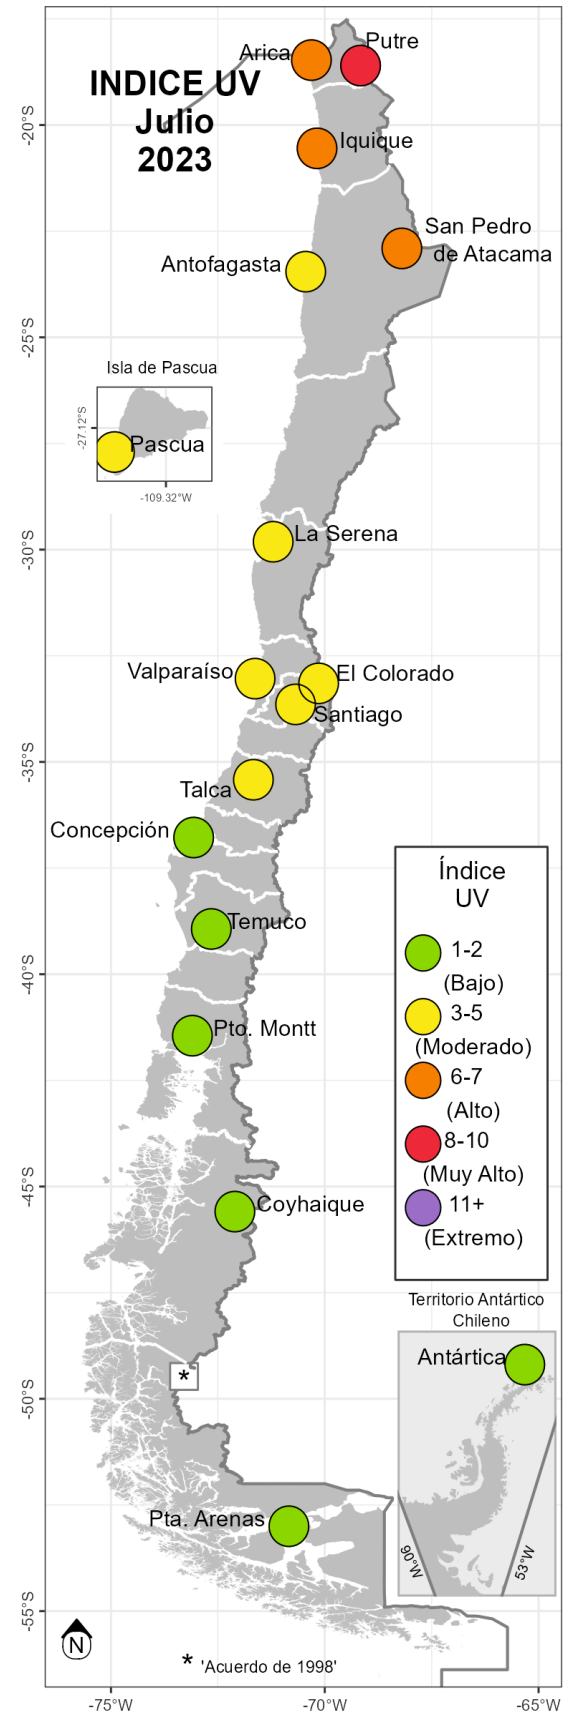 INDICE UV
Julio
2023
Arica
Putre
-20°S
Iquique
San Pedro
de Atacama
Antofagasta
-25°S
Isla de Pascua
-27.12°S
Pascua
-109.32°W
La Serena
-30°S
Valparaíso
El Colorado
Santiago
-35°S
Talca
Concepción
Temuco
-40°S
Pto. Montt
Índice
UV
1-2
(Bajo)
3-5
(Moderado)
6-7
(Alto)
8-10
(Muy Alto)
11+
(Extremo)
-45°S
Coyhaique
Territorio Antártico
Chileno
Antártica
90°W
53°W
*
-50°S
Pta. Arenas
-55°S
N
* 'Acuerdo de 1998'
-75°W
-70°W
-65°W